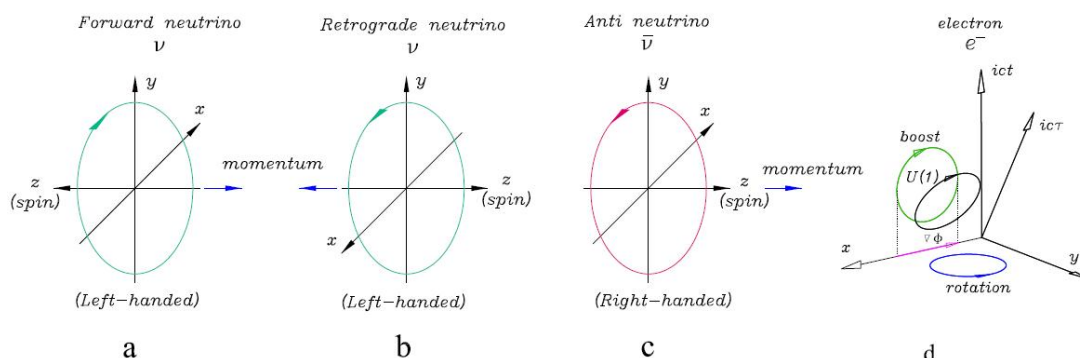 Forward neutrino
ν
y
x
z
(spin)
momentum
(Left-handed)
a
Retrograde neutrino
ν
y
z
(spin)
x
(Left-handed)
b
Anti neutrino
ν̄
y
x
z
(spin)
momentum
(Right-handed)
c
electron
e⁻
ict
icτ
boost
U(1)
∇ ϕ
x
y
rotation
d